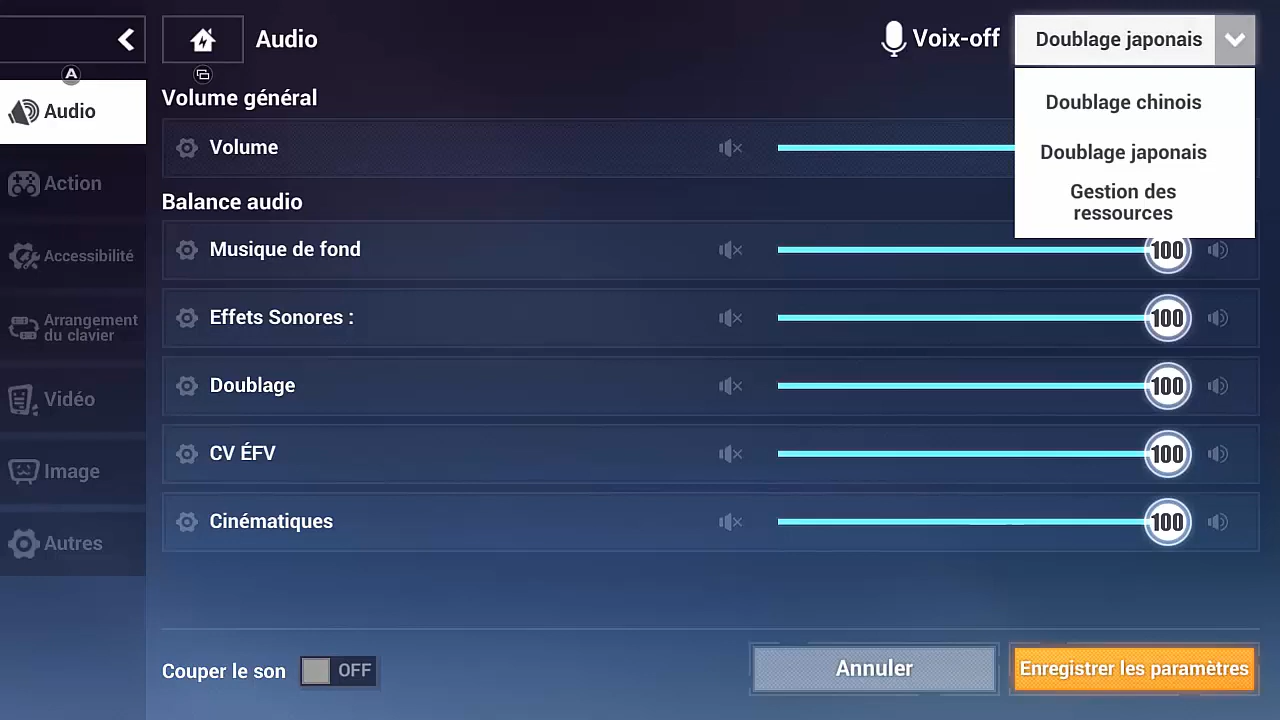 Audio
Voix-off
Doublage japonais
A
Audio
Volume général
Doublage chinois
Volume
Doublage japonais
Action
Balance audio
Gestion des
ressources
Accessibilité
Musique de fond
100
Arrangement
du clavier
Effets Sonores :
100
Vidéo
Doublage
100
Image
CV ÉFV
100
Autres
Cinématiques
100
Couper le son
OFF
Annuler
Enregistrer les paramètres